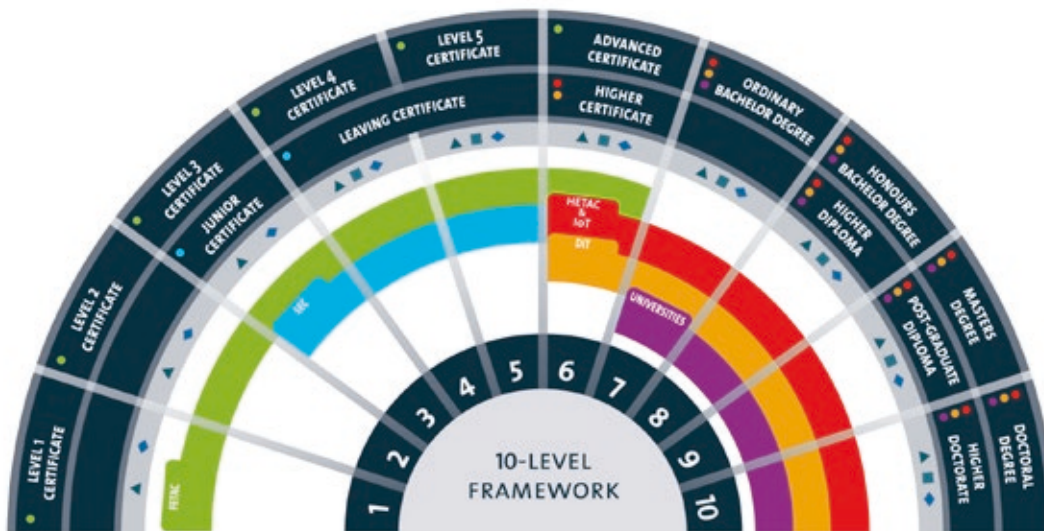 LEVEL 1
CERTIFICATE
LEVEL 2
CERTIFICATE
LEVEL 3
CERTIFICATE
JUNIOR
CERTIFICATE
LEVEL 4
CERTIFICATE
LEVEL 5
CERTIFICATE
LEAVING CERTIFICATE
ADVANCED
CERTIFICATE
HIGHER
CERTIFICATE
ORDINARY
BACHELOR DEGREE
HONOURS
BACHELOR DEGREE
HIGHER
DIPLOMA
MASTERS
DEGREE
POST-GRADUATE
DIPLOMA
DOCTORAL
DEGREE
HIGHER
DOCTORATE
FETAC
SEC
HETAC
&
IoT
DIT
UNIVERSITIES
1
2
3
4
5
6
7
8
9
10
10-LEVEL
FRAMEWORK